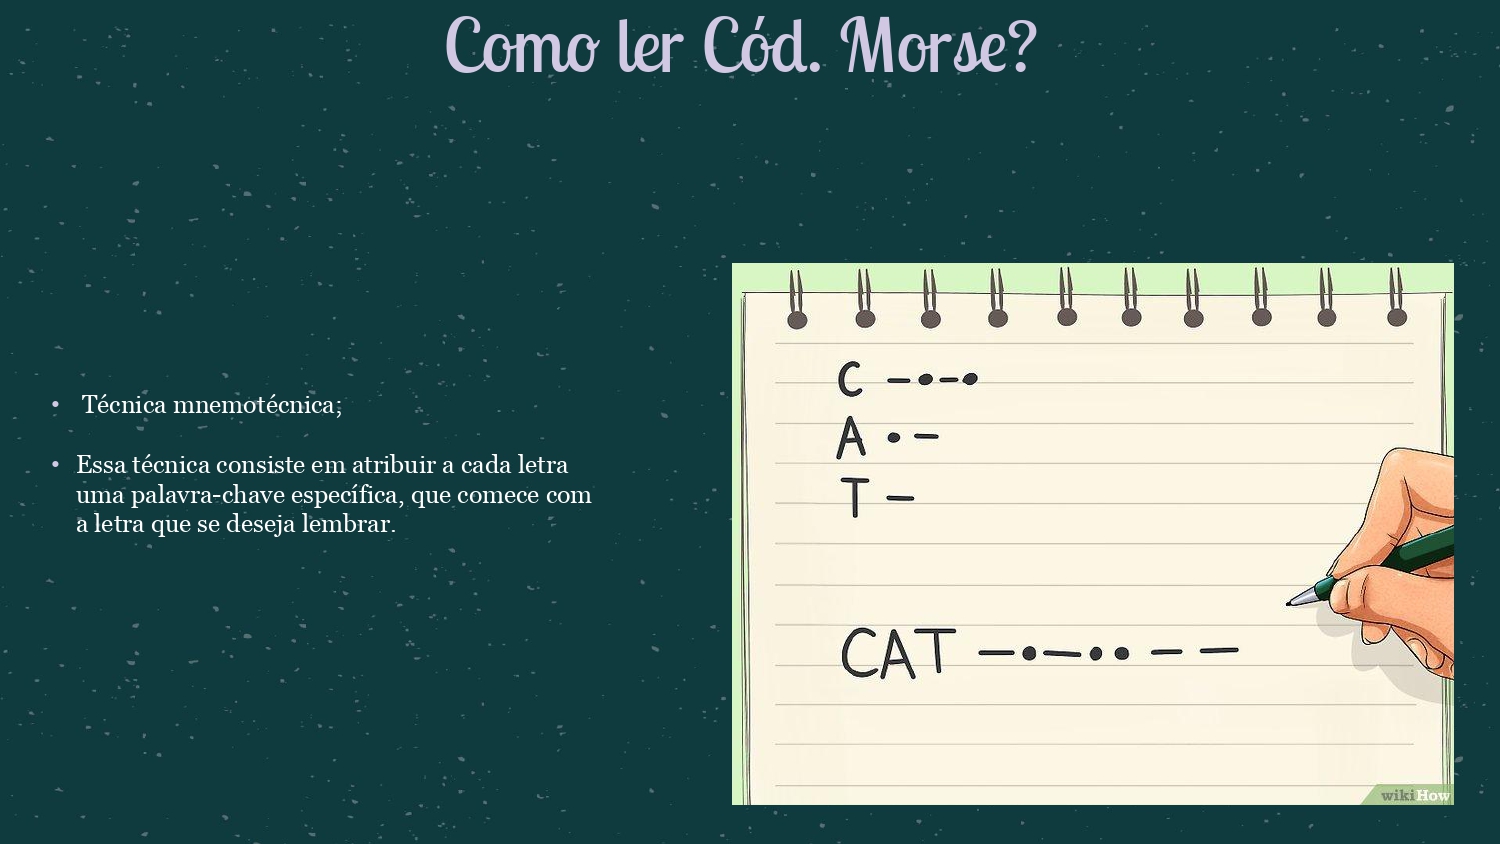 Como ler Cód. Morse?
• Técnica mnemotécnica;
• Essa técnica consiste em atribuir a cada letra
uma palavra-chave específica, que comece com
a letra que se deseja lembrar.
C —•—•
A •—
T —
CAT —•—•• — —
wikiHow